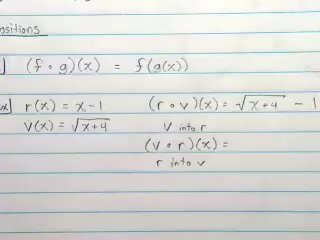 ositions
(f ∘ g)(x) = f(g(x))
r(x) = x - 1 (r ∘ v)(x) = √(x+4) - 1
v(x) = √(x+4) v into r
(v ∘ r)(x) =
r into v